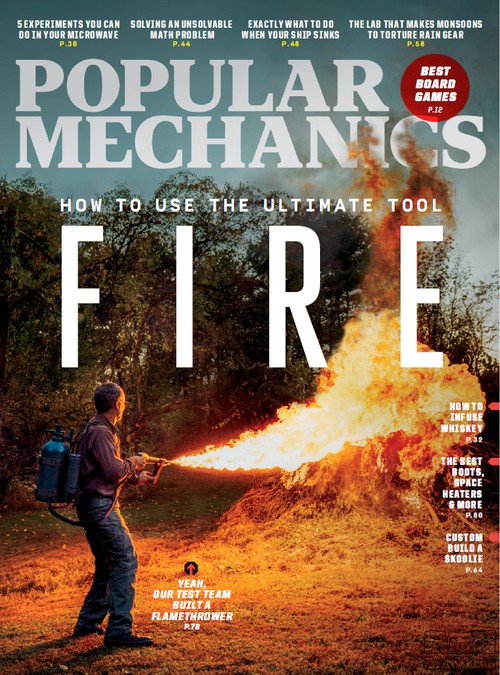 5 EXPERIMENTS YOU CAN
DO IN YOUR MICROWAVE
P.38
SOLVING AN UNSOLVABLE
MATH PROBLEM
P.44
EXACTLY WHAT TO DO
WHEN YOUR SHIP SINKS
P.48
THE LAB THAT MAKES MONSOONS
TO TORTURE RAIN GEAR
P.58
POPULAR
MECHANICS
BEST
BOARD
GAMES
P.12
HOW TO USE THE ULTIMATE TOOL
FIRE
HOW TO
INFUSE
WHISKEY
P.32
THE BEST
BOOTS,
SPACE
HEATERS
& MORE
P.80
CUSTOM
BUILD A
SKOOLIE
P.64
YEAH,
OUR TEST TEAM
BUILT A
FLAMETHROWER
P.78